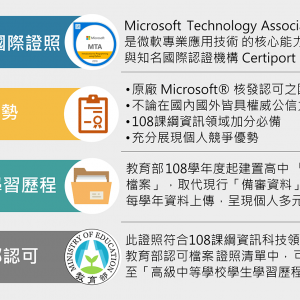 國際證照
Microsoft
MTA
Microsoft Technology Associa
是微軟專業應用技術 的核心能力
與知名國際認證機構 Certiport
勢
•原廠 Microsoft® 核發認可之國
•不論在國內國外皆具權威公信力
•108課綱資訊領域加分必備
•充分展現個人競爭優勢
學習歷程
教育部108學年度起建置高中「
檔案」，取代現行「備審資料」
每學年資料上傳，呈現個人多元
認可
MINISTRY OF EDUCATION
教育部
此證照符合108課綱資訊科技領
教育部認可檔案 證照清單中，可
至「高級中等學校學生學習歷程